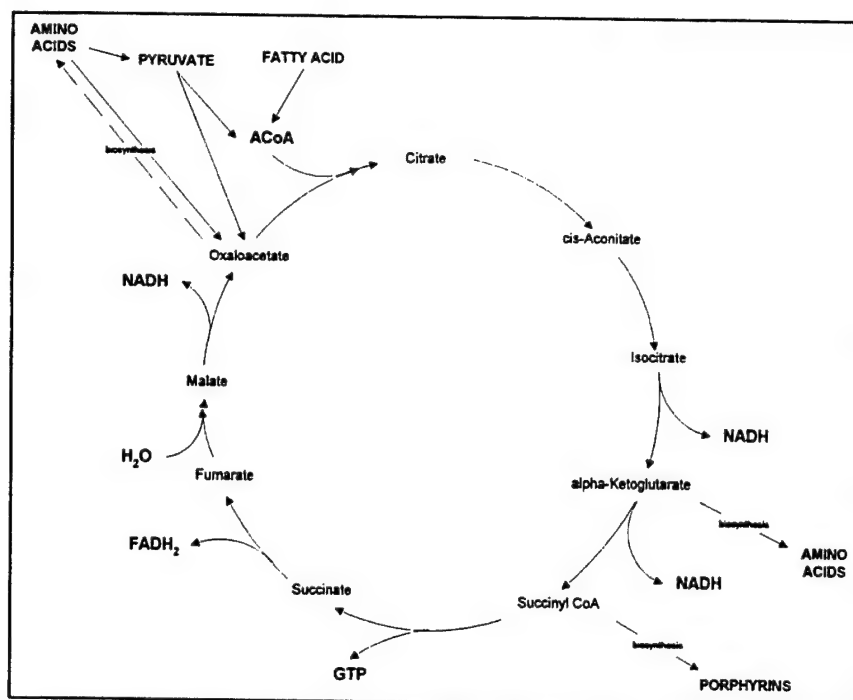 AMINO
ACIDS
PYRUVATE
FATTY ACID
ACoA
Citrate
biosynthesis
cis-Aconitate
Oxaloacetate
NADH
Isocitrate
Malate
NADH
H₂O
Fumarate
alpha-Ketoglutarate
biosynthesis
FADH₂
AMINO
ACIDS
NADH
Succinate
Succinyl CoA
biosynthesis
GTP
PORPHYRINS